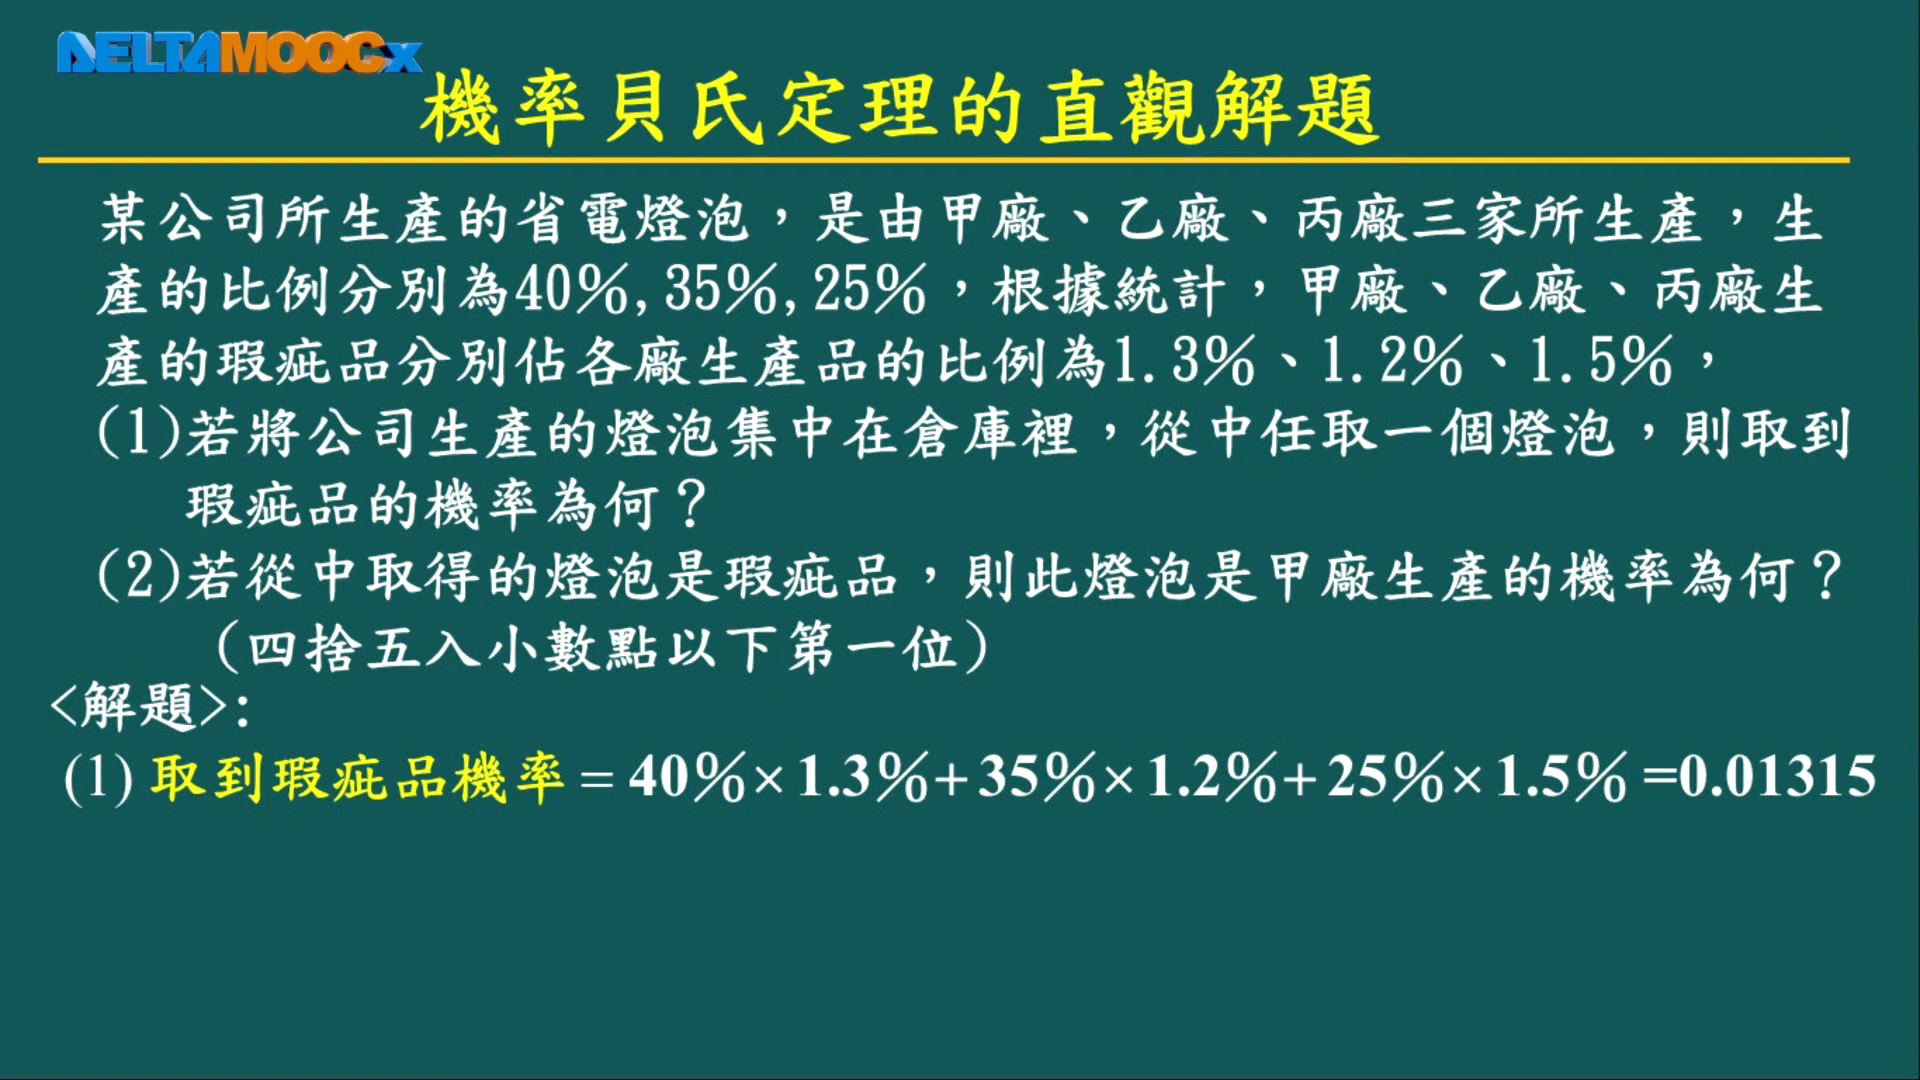 DELTAMOOCx
機率貝氏定理的直觀解題
某公司所生產的省電燈泡，是由甲廠、乙廠、丙廠三家所生產，生
產的比例分別為40%,35%,25%，根據統計，甲廠、乙廠、丙廠生
產的瑕疵品分別佔各廠生產品的比例為1.3%、1.2%、1.5%，
(1)若將公司生產的燈泡集中在倉庫裡，從中任取一個燈泡，則取到
瑕疵品的機率為何？
(2)若從中取得的燈泡是瑕疵品，則此燈泡是甲廠生產的機率為何？
(四捨五入小數點以下第一位)
<解題>:
(1) 取到瑕疵品機率 = 40%×1.3%+35%×1.2%+25%×1.5% =0.01315